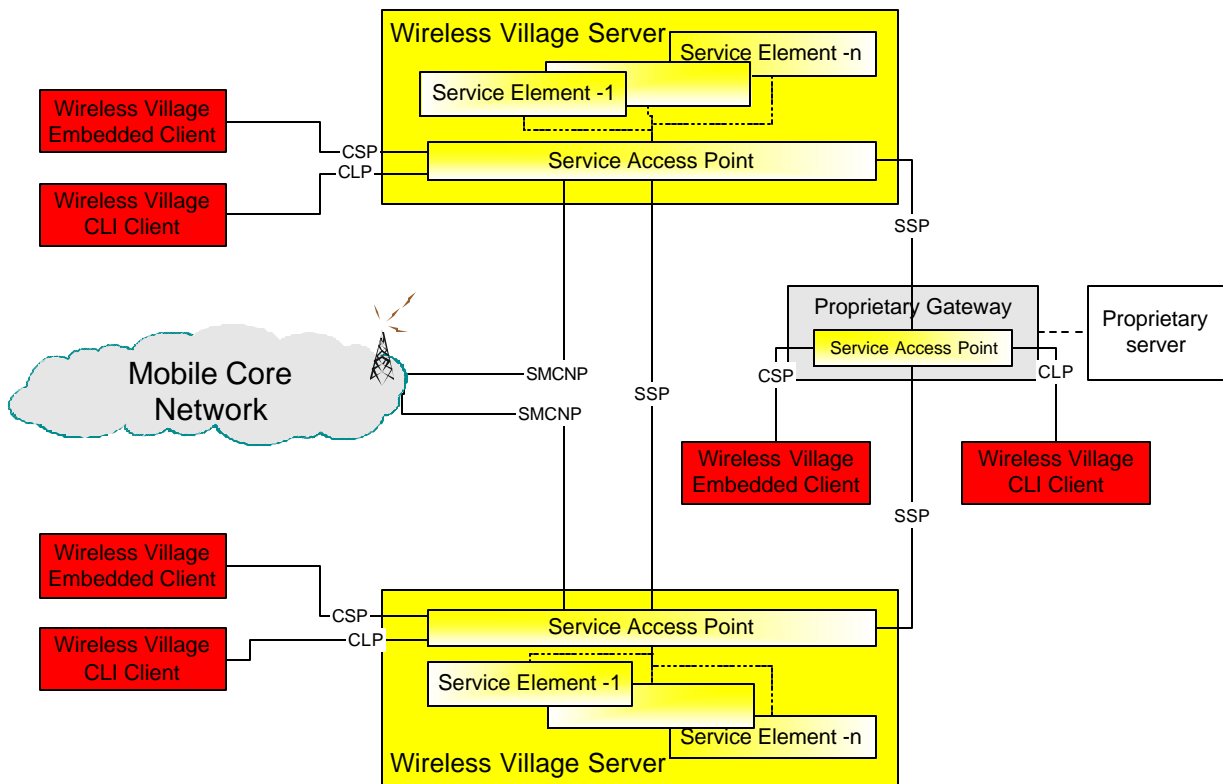 Wireless Village Server
Service Element -n
Service Element -1
Wireless Village
Embedded Client
CSP
Service Access Point
CLP
Wireless Village
CLI Client
SSP
Proprietary Gateway
Service Access Point
Proprietary
server
CSP
CLP
Mobile Core
Network
SMCNP
SMCNP
SSP
Wireless Village
Embedded Client
Wireless Village
CLI Client
SSP
Wireless Village
Embedded Client
CSP
Service Access Point
CLP
Wireless Village
CLI Client
Service Element -1
Service Element -n
Wireless Village Server